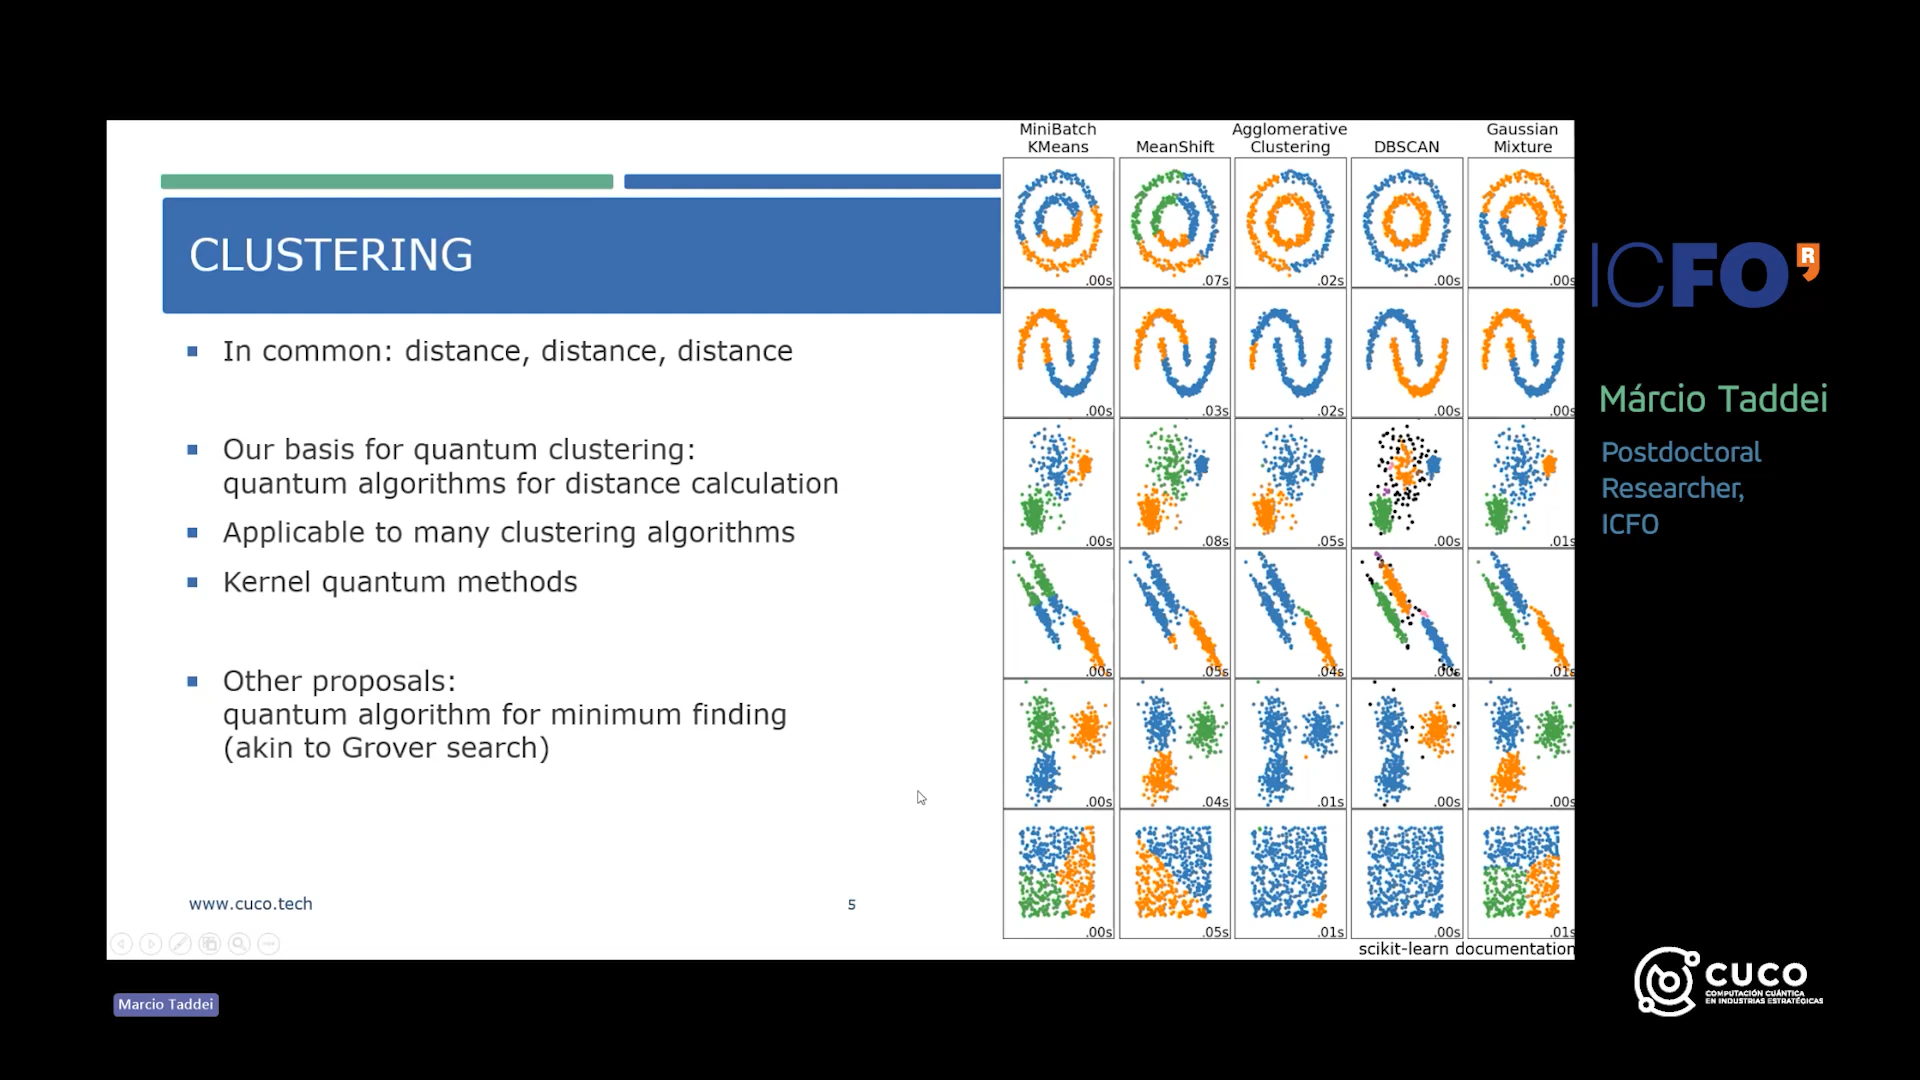 CLUSTERING
In common: distance, distance, distance
Our basis for quantum clustering:
quantum algorithms for distance calculation
Applicable to many clustering algorithms
Kernel quantum methods
Other proposals:
quantum algorithm for minimum finding
(akin to Grover search)
www.cuco.tech
5
MiniBatch
KMeans
MeanShift
Agglomerative
Clustering
DBSCAN
Gaussian
Mixture
.00s .07s .02s .00s .00s
.00s .03s .02s .00s .00s
.00s .08s .05s .00s .01s
.00s .05s .04s .00s .01s
.00s .04s .01s .00s .00s
.00s .05s .01s .00s .01s
scikit-learn documentation
ICFO R
Márcio Taddei
Postdoctoral
Researcher,
ICFO
CUCO
COMPUTACIÓN CUÁNTICA
EN INDUSTRIAS ESTRATÉGICAS
Marcio Taddei